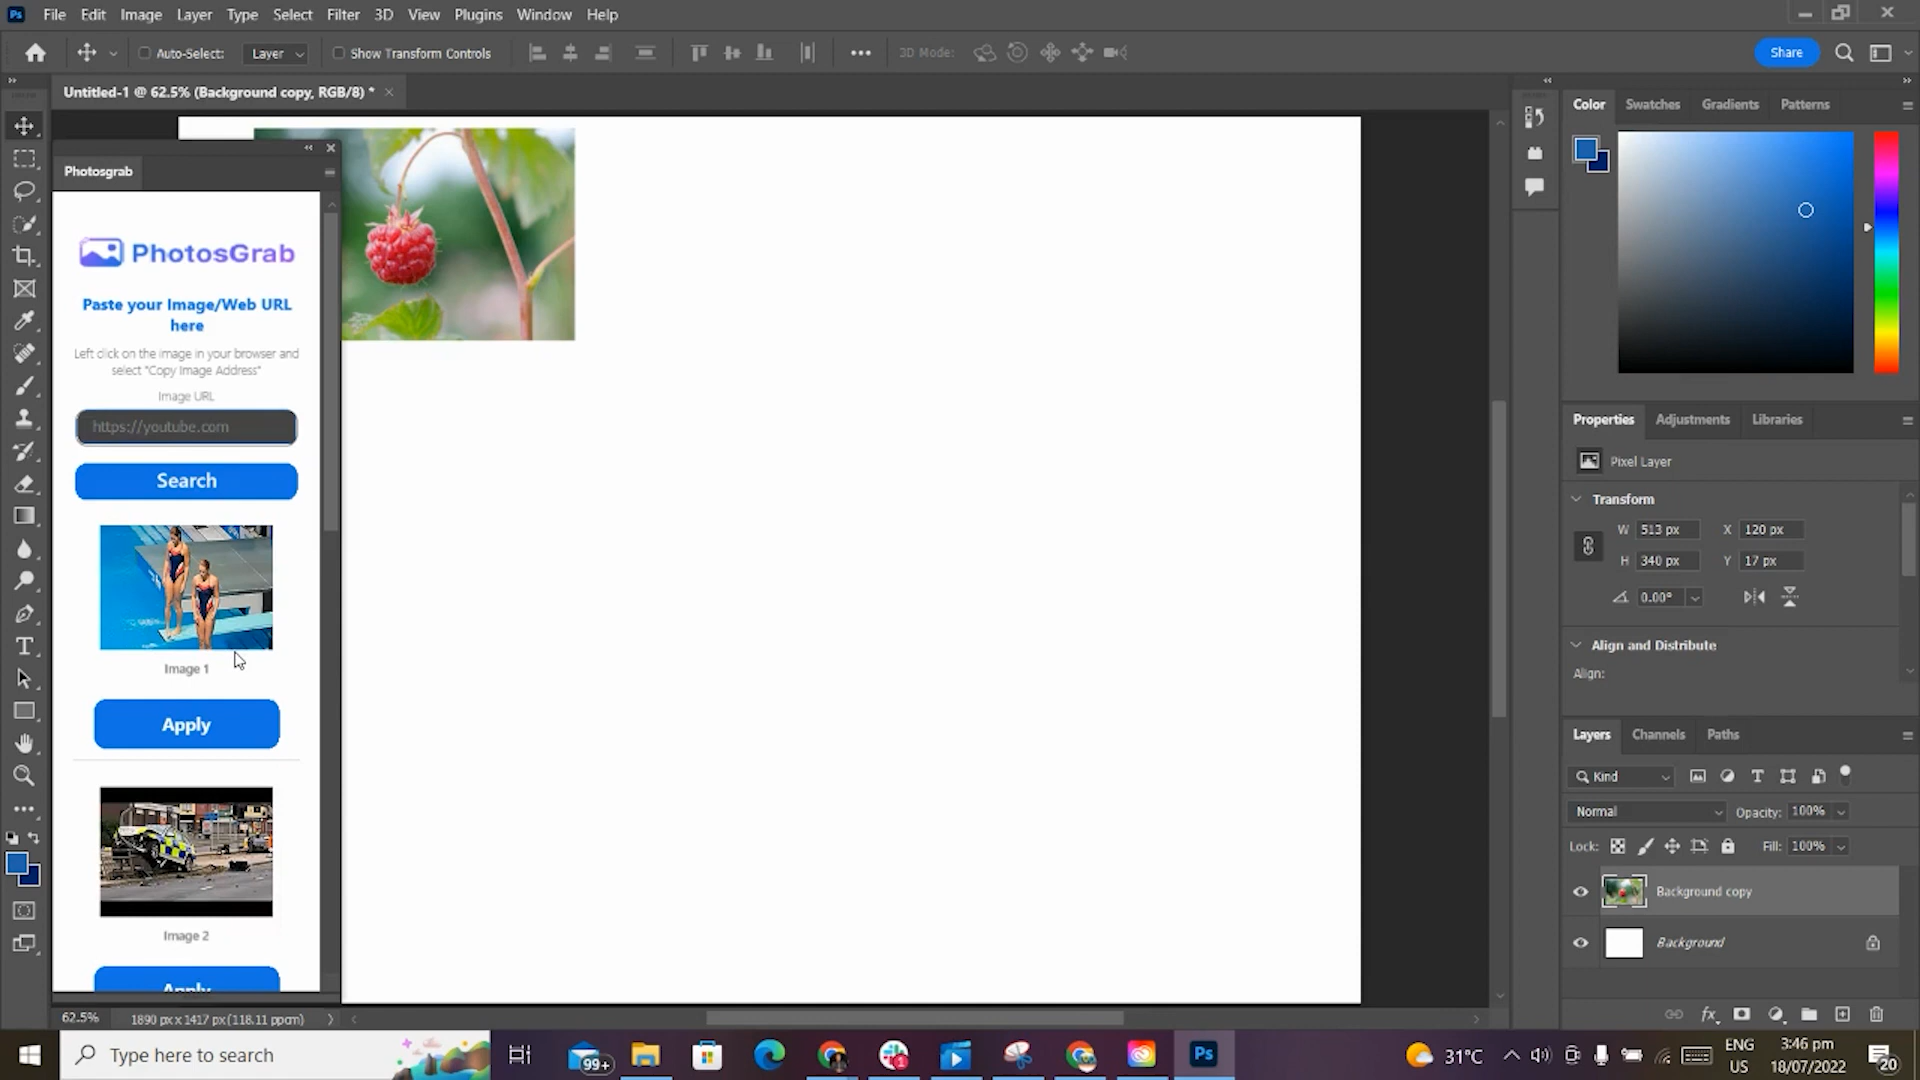 Ps File Edit Image Layer Type Select Filter 3D View Plugins Window Help
Auto-Select: Layer Show Transform Controls 3D Mode: Share
Untitled-1 @ 62.5% (Background copy, RGB/8) *
Photosgrab
PhotosGrab
Paste your Image/Web URL
here
Left click on the image in your browser and
select "Copy Image Address"
Image URL
https://youtube.com
Search
Image 1
Apply
Image 2
Apply
62.5% 1890 px x 1417 px (118.11 ppcm)
Color Swatches Gradients Patterns
Properties Adjustments Libraries
Pixel Layer
Transform
W 513 px X 120 px
H 340 px Y 17 px
0.00°
Align and Distribute
Align:
Layers Channels Paths
Kind
Normal Opacity: 100%
Lock: Fill: 100%
Background copy
Background
Type here to search
99+
1
Ps
31°C
ENG
US
3:46 pm
18/07/2022
20